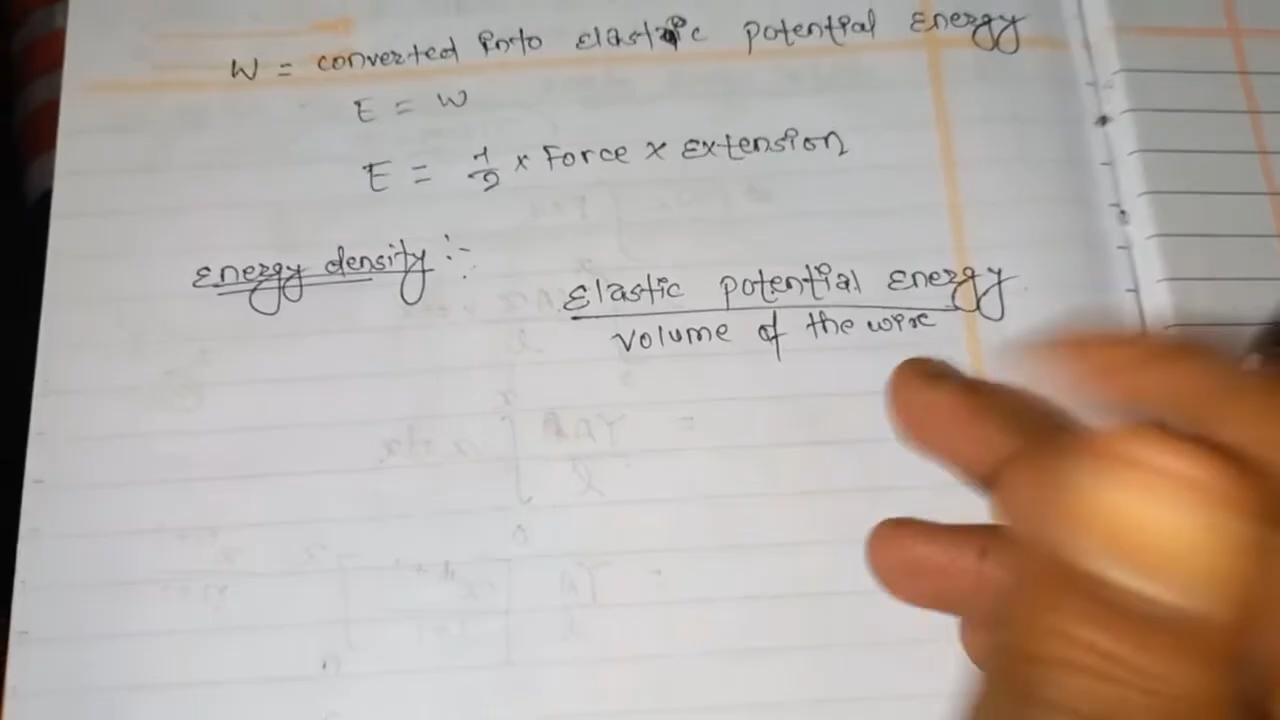 W = converted into elastic potential Energy
E = W
E = 1/2 × Force × Extension
Energy density :-
Elastic potential Energy
volume of the wire